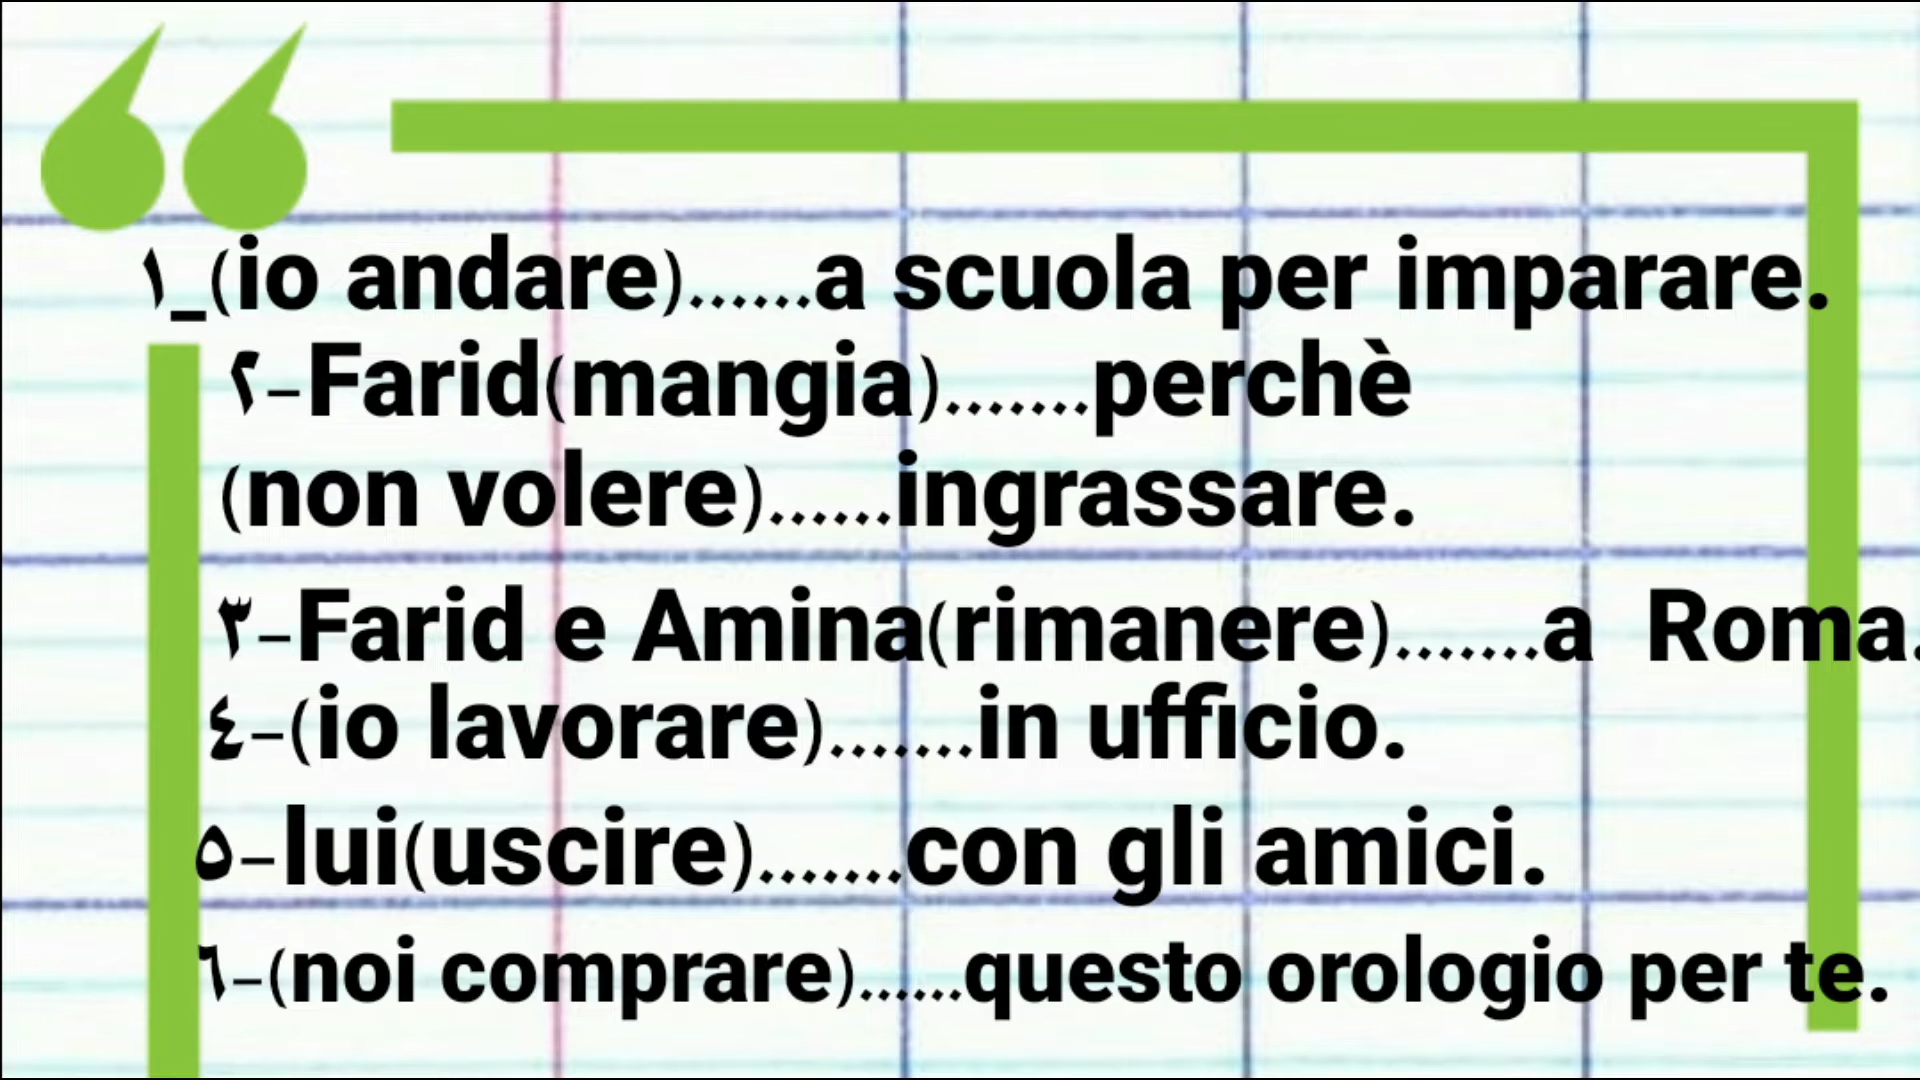 ١_(io andare)......a scuola per imparare.
٢-Farid(mangia).......perchè
(non volere)......ingrassare.
٣-Farid e Amina(rimanere).......a Roma.
٤-(io lavorare).......in ufficio.
٥-lui(uscire).......con gli amici.
٦-(noi comprare)......questo orologio per te.